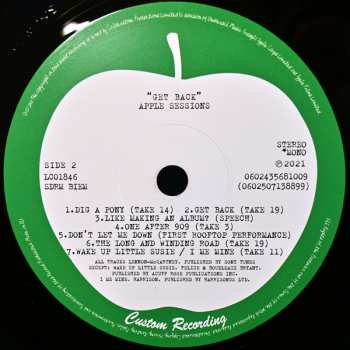 "GET BACK"
APPLE SESSIONS
STEREO
*MONO
SIDE 2
℗2021
LC01846
0602435681009
SDRM BIEM
(0602507138899)
1.DIG A PONY (TAKE 14) 2.GET BACK (TAKE 19)
3.LIKE MAKING AN ALBUM? (SPEECH)
4.ONE AFTER 909 (TAKE 3)
5.DON'T LET ME DOWN (FIRST ROOFTOP PERFORMANCE)
6.THE LONG AND WINDING ROAD (TAKE 19)
7.WAKE UP LITTLE SUSIE / I ME MINE (TAKE 11)
ALL TRACKS LENNON-McCARTNEY. PUBLISHED BY SONY TUNES
EXCEPT: WAKE UP LITTLE SUSIE. FELICE & BOUDLEAUX BRYANT.
PUBLISHED BY ACUFF ROSE PUBLICATIONS INC.
I ME MINE. HARRISON. PUBLISHED BY HARRISONGS LTD.
Custom Recording